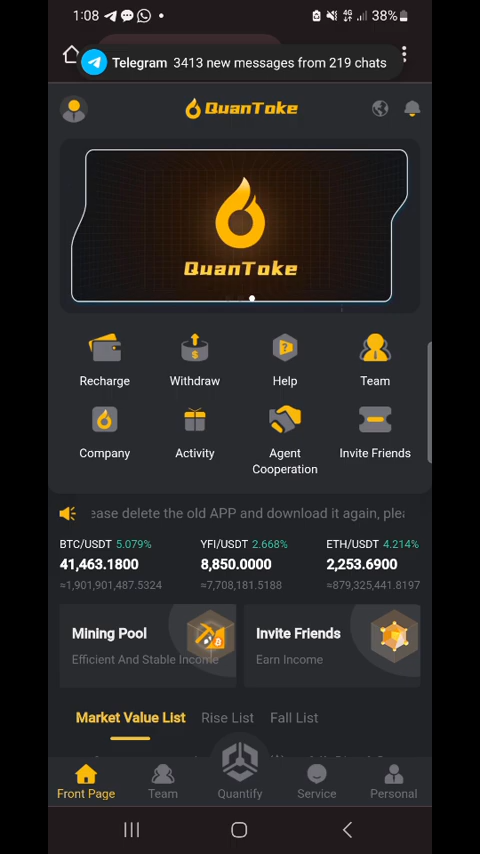 1:08
4G
38%
Telegram 3413 new messages from 219 chats
QuanToke
QuanToke
Recharge
Withdraw
Help
Team
Company
Activity
Agent
Cooperation
Invite Friends
ease delete the old APP and download it again, plea
BTC/USDT 5.079%
YFI/USDT 2.668%
ETH/USDT 4.214%
41,463.1800
8,850.0000
2,253.6900
≈1,901,901,487.5324
≈7,708,181.5188
≈879,325,441.8197
Mining Pool
Efficient And Stable Income
Invite Friends
Earn Income
Market Value List
Rise List
Fall List
Front Page
Team
Quantify
Service
Personal